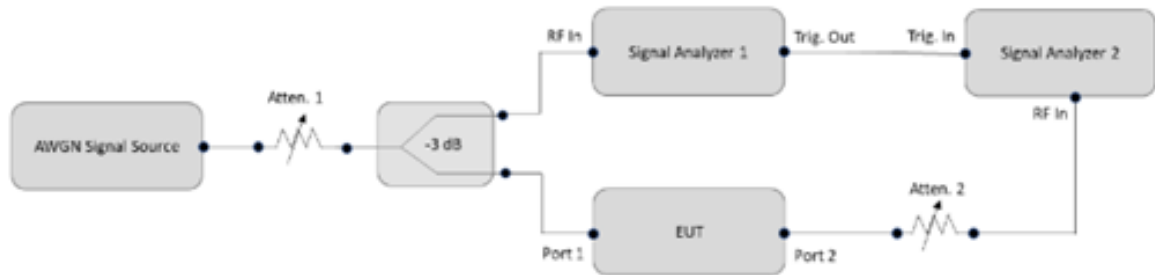 RF In
Signal Analyzer 1
Trig. Out
Trig. In
Signal Analyzer 2
RF In
Atten. 1
AWGN Signal Source
-3 dB
Atten. 2
EUT
Port 1
Port 2